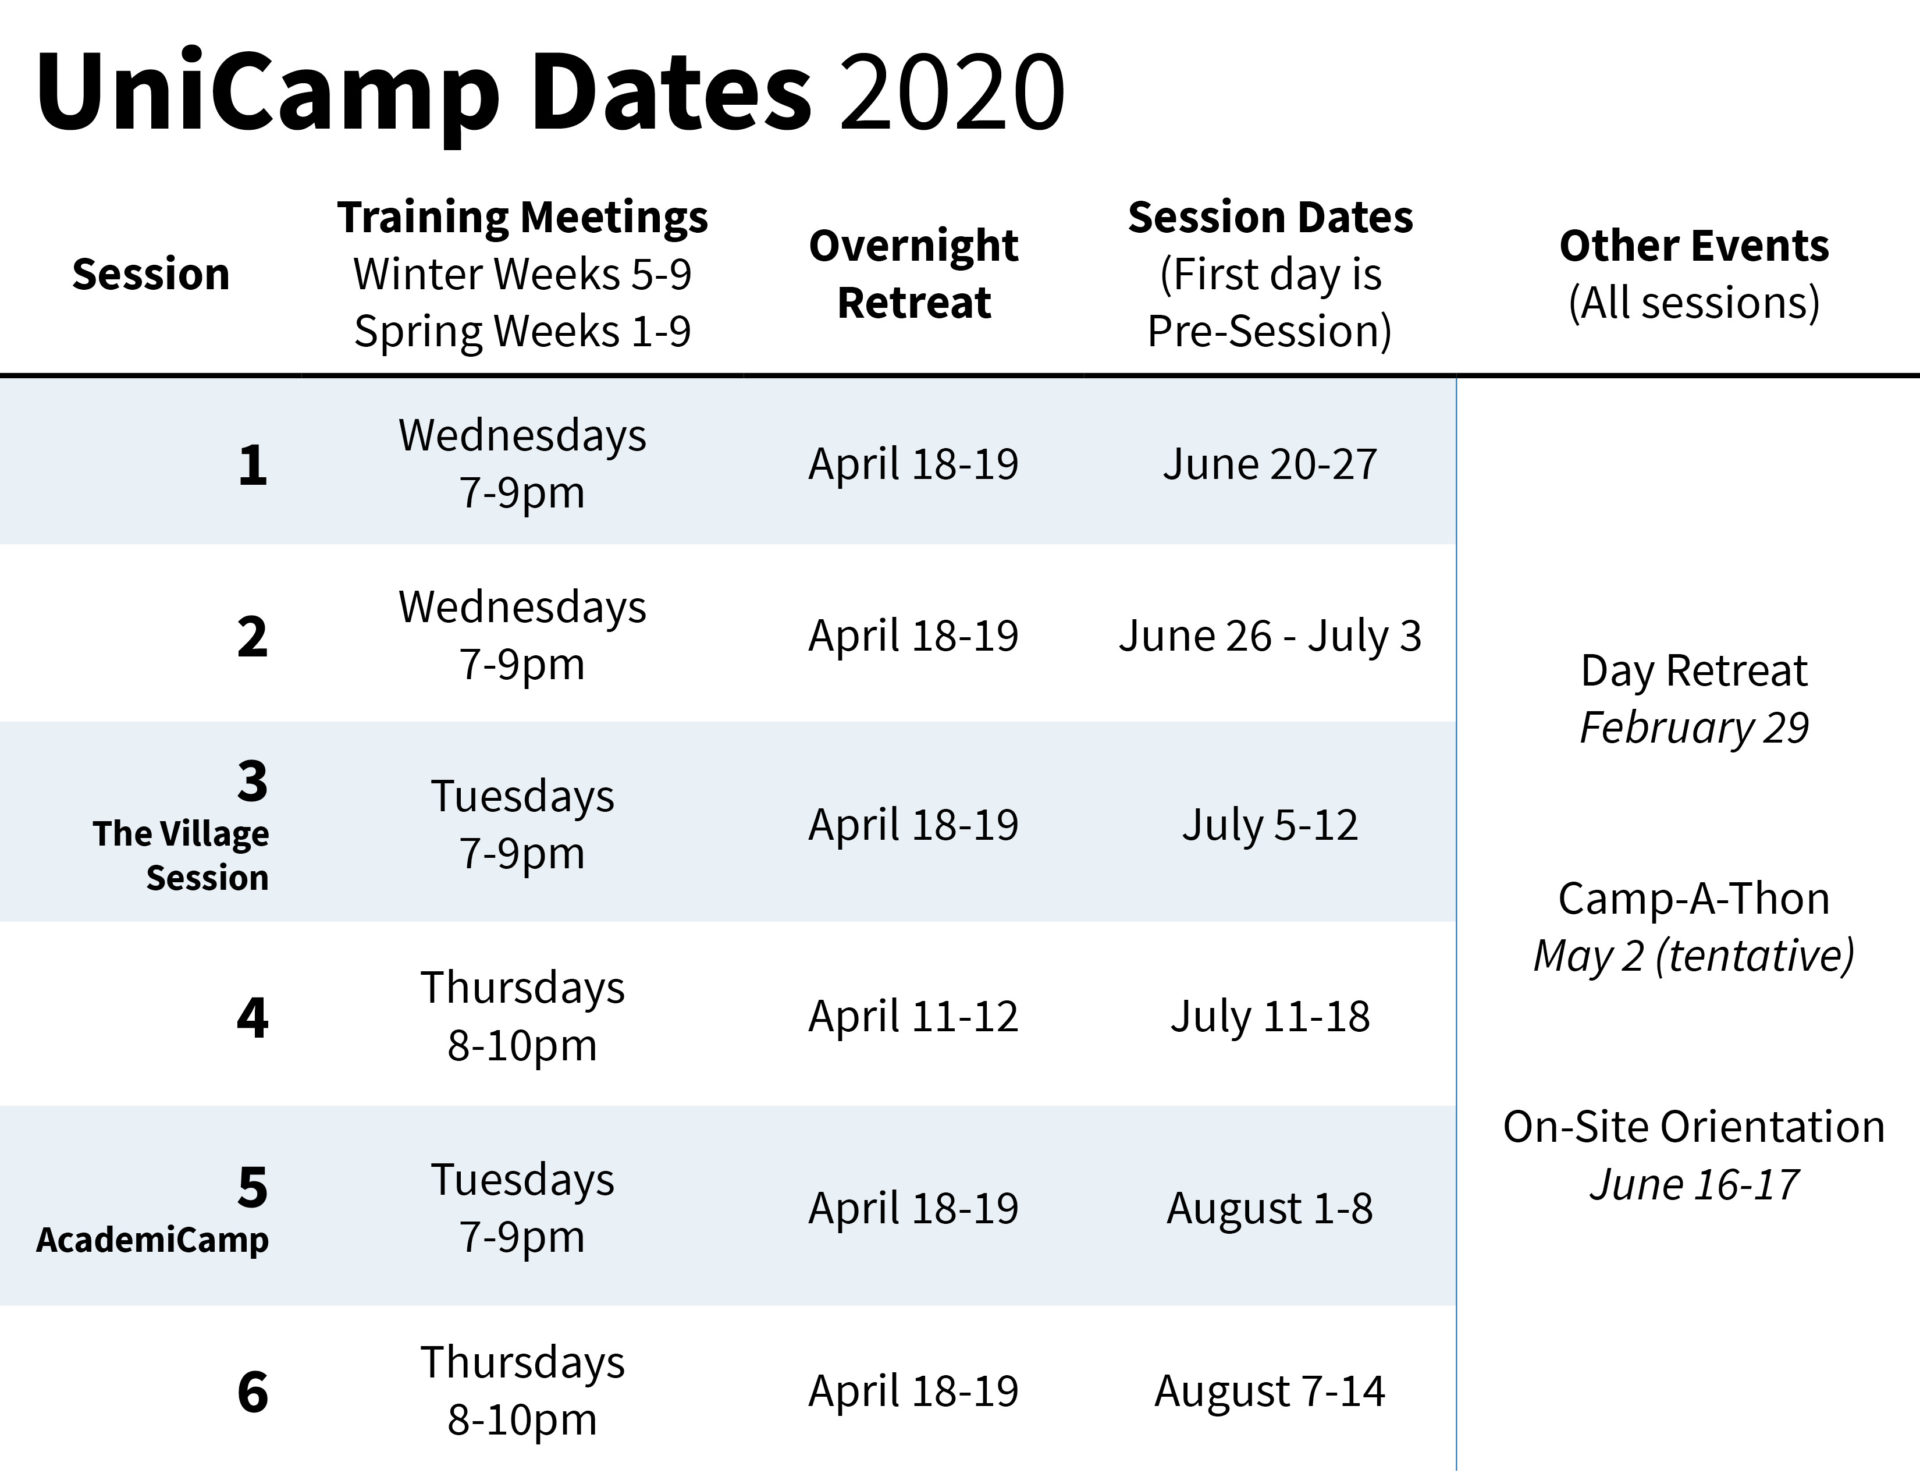 UniCamp Dates 2020
Session
Training Meetings
Winter Weeks 5-9
Spring Weeks 1-9
Overnight
Retreat
Session Dates
(First day is
Pre-Session)
Other Events
(All sessions)
1
Wednesdays
7-9pm
April 18-19
June 20-27
2
Wednesdays
7-9pm
April 18-19
June 26 - July 3
3
The Village
Session
Tuesdays
7-9pm
April 18-19
July 5-12
4
Thursdays
8-10pm
April 11-12
July 11-18
5
AcademiCamp
Tuesdays
7-9pm
April 18-19
August 1-8
6
Thursdays
8-10pm
April 18-19
August 7-14
Day Retreat
February 29
Camp-A-Thon
May 2 (tentative)
On-Site Orientation
June 16-17